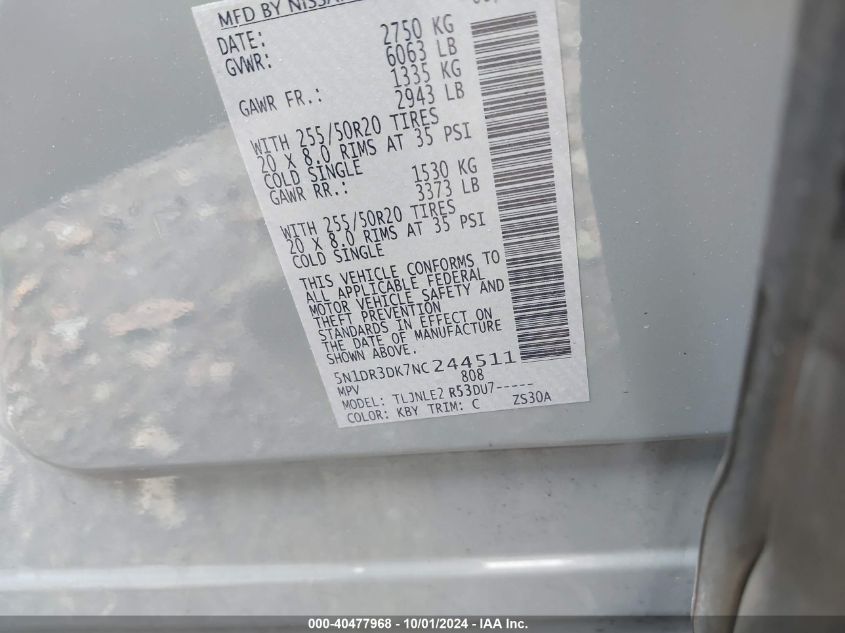 MFD BY NISSAN
DATE:
GVWR: 2750 KG
6063 LB
GAWR FR.: 1335 KG
2943 LB
WITH 255/50R20 TIRES
20 X 8.0 RIMS AT 35 PSI
COLD SINGLE
GAWR RR.: 1530 KG
3373 LB
WITH 255/50R20 TIRES
20 X 8.0 RIMS AT 35 PSI
COLD SINGLE
THIS VEHICLE CONFORMS TO
ALL APPLICABLE FEDERAL
MOTOR VEHICLE SAFETY AND
THEFT PREVENTION
STANDARDS IN EFFECT ON
THE DATE OF MANUFACTURE
SHOWN ABOVE.
5N1DR3DK7NC244511
MPV 808
MODEL: TLJNLE2 R53DU7-----
COLOR: KBY TRIM: C ZS30A
000-40477968 - 10/01/2024 - IAA Inc.